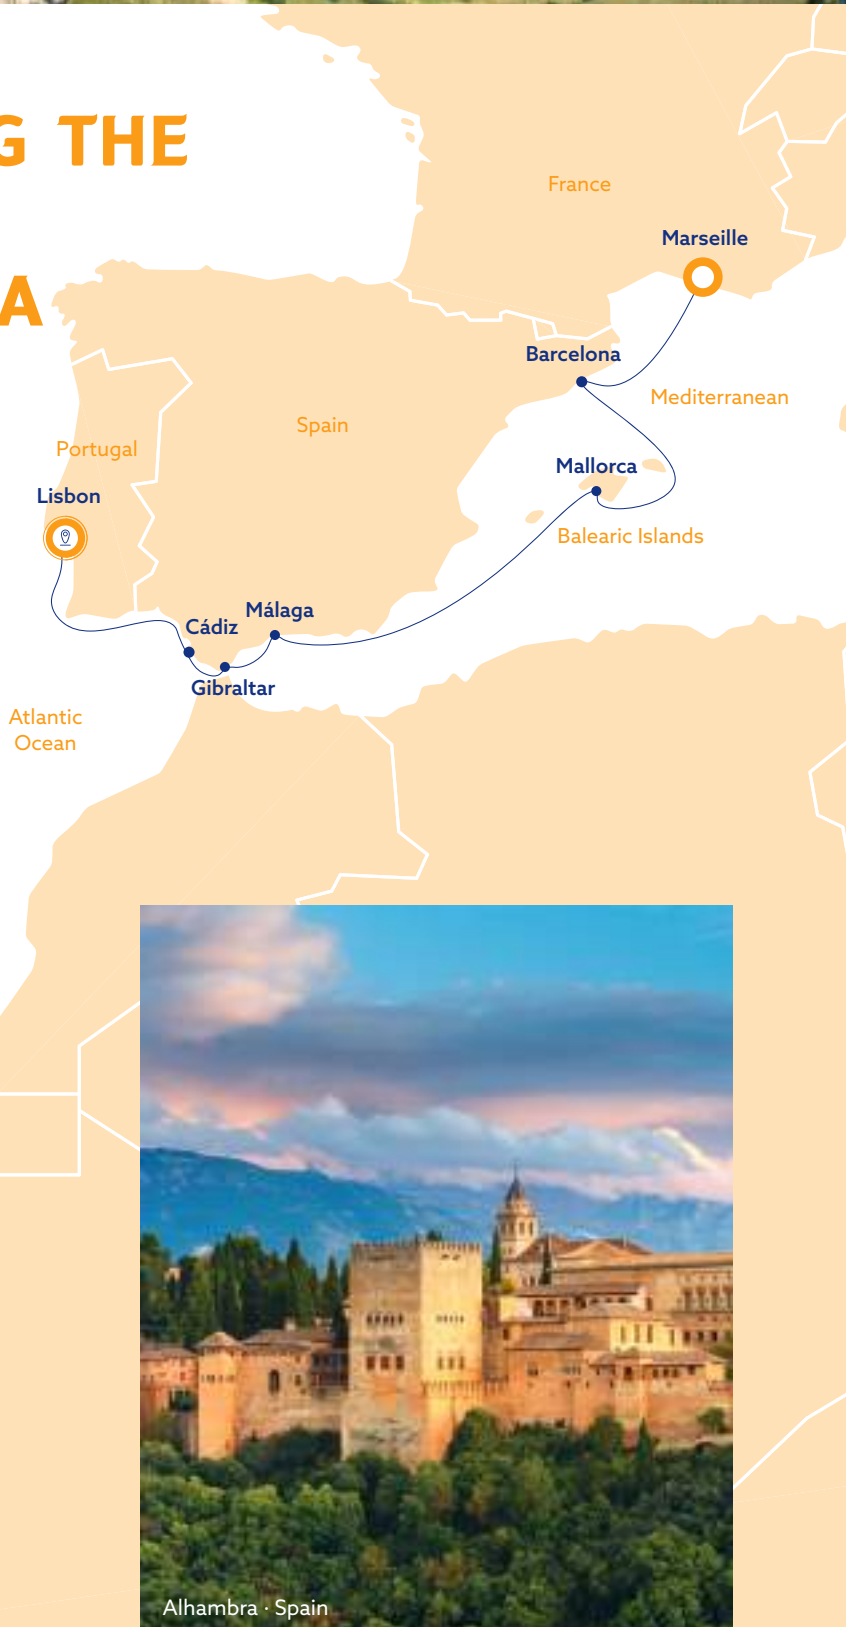 G THE
A
France
Marseille
Barcelona
Mediterranean
Spain
Portugal
Mallorca
Lisbon
Balearic Islands
Málaga
Cádiz
Gibraltar
Atlantic
Ocean
Alhambra · Spain